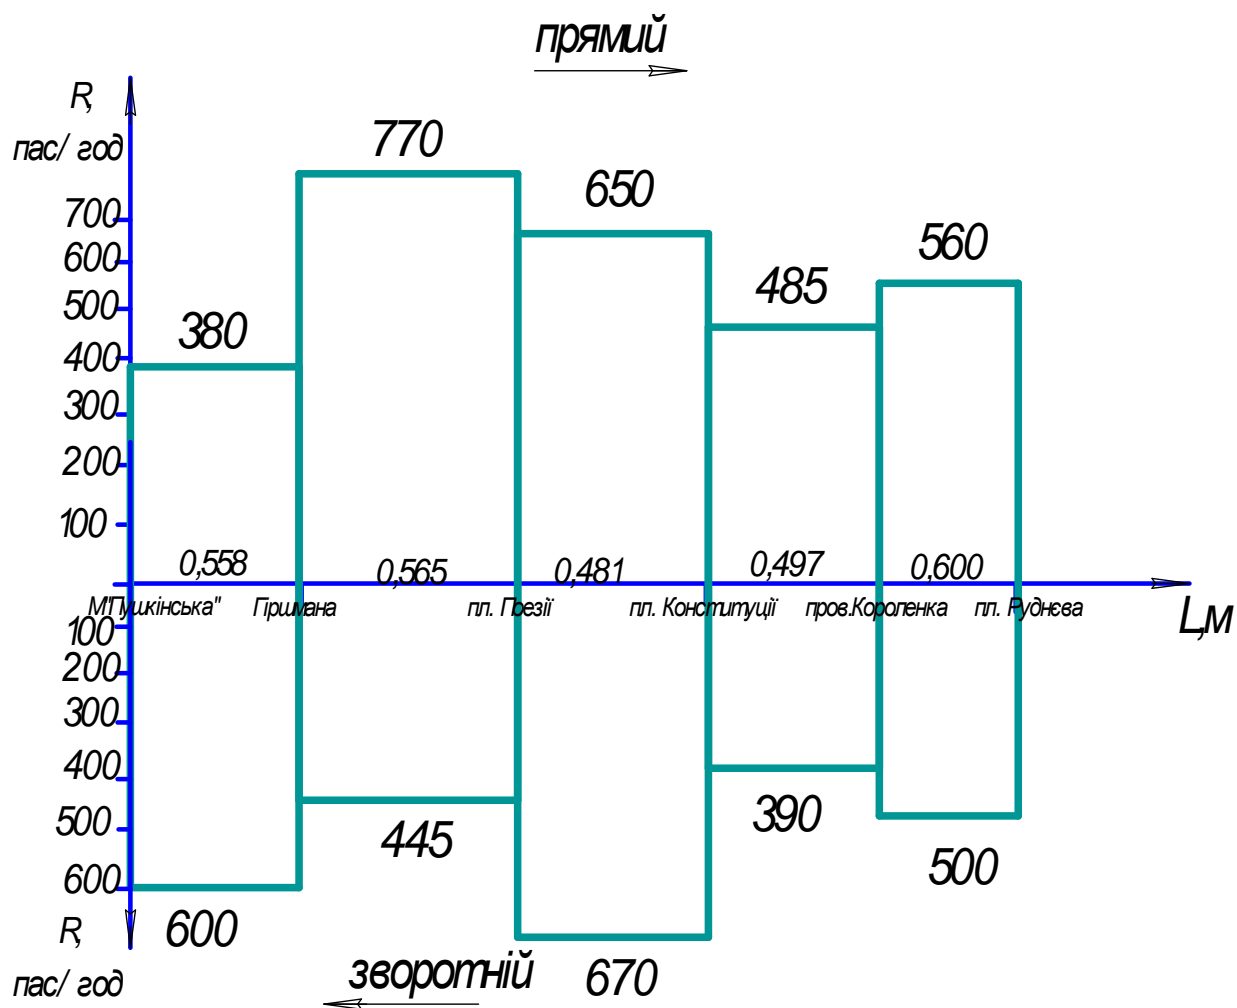 прямий
R,
пас/ год
770
650
560
485
380
700
600
500
400
300
200
100
0,558
0,565
0,481
0,497
0,600
М"Пушкінська"
Гіршмана
пл. Поезії
пл. Конституції
пров.Короленка
пл. Руднєва
L,м
100
200
300
400
500
600
445
390
500
600
670
R,
пас/ год
зворотній